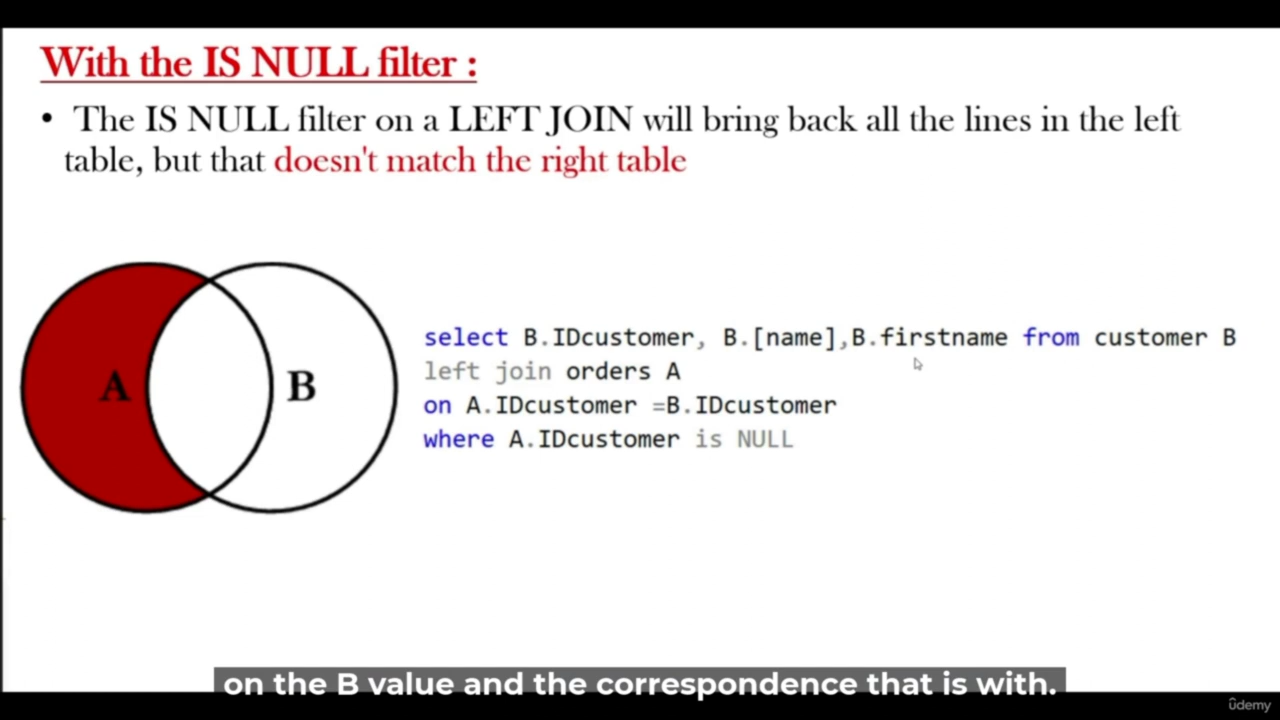 With the IS NULL filter :
• The IS NULL filter on a LEFT JOIN will bring back all the lines in the left
table, but that doesn't match the right table
A B
select B.IDcustomer, B.[name],B.firstname from customer B
left join orders A
on A.IDcustomer =B.IDcustomer
where A.IDcustomer is NULL
on the B value and the correspondence that is with.
ûdemy